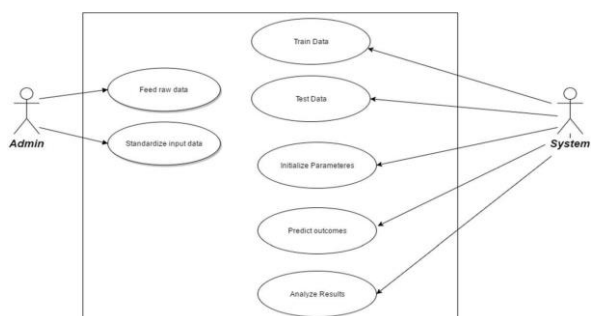 Train Data
Feed raw data
Test Data
Admin
Standardize input data
System
Initialize Parameteres
Predict outcomes
Analyze Results